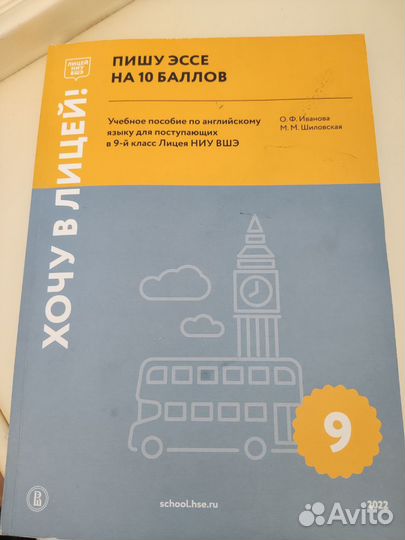 ЛИЦЕЙ
НИУ
ВШЭ
ПИШУ ЭССЕ
НА 10 БАЛЛОВ
Учебное пособие по английскому
языку для поступающих
в 9-й класс Лицея НИУ ВШЭ
О. Ф. Иванова
М. М. Шиловская
ХОЧУ В ЛИЦЕЙ!
9
school.hse.ru
2022
Avito